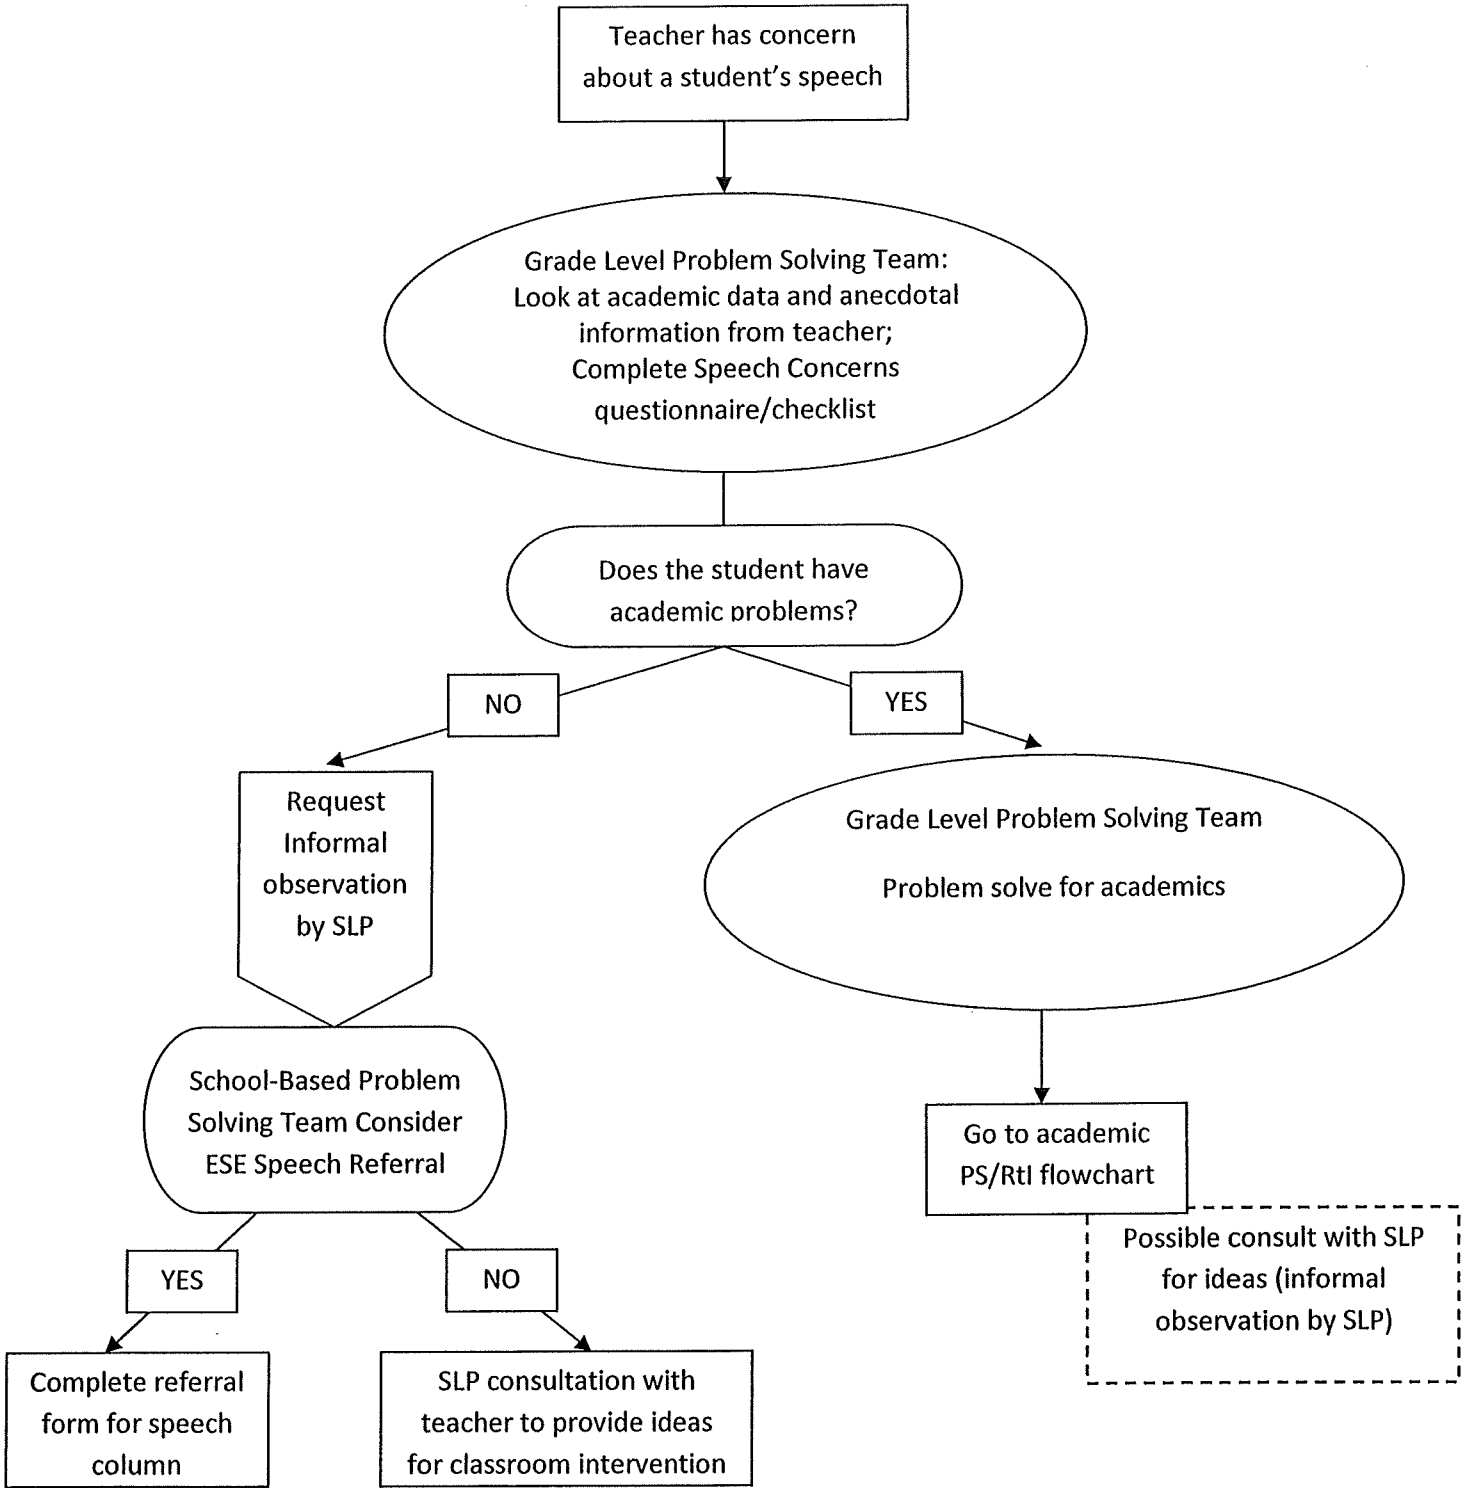 Teacher has concern
about a student's speech
Grade Level Problem Solving Team:
Look at academic data and anecdotal
information from teacher;
Complete Speech Concerns
questionnaire/checklist
Does the student have
academic problems?
NO
YES
Request
Informal
observation
by SLP
Grade Level Problem Solving Team
Problem solve for academics
School-Based Problem
Solving Team Consider
ESE Speech Referral
Go to academic
PS/RtI flowchart
Possible consult with SLP
for ideas (informal
observation by SLP)
YES
NO
Complete referral
form for speech
column
SLP consultation with
teacher to provide ideas
for classroom intervention